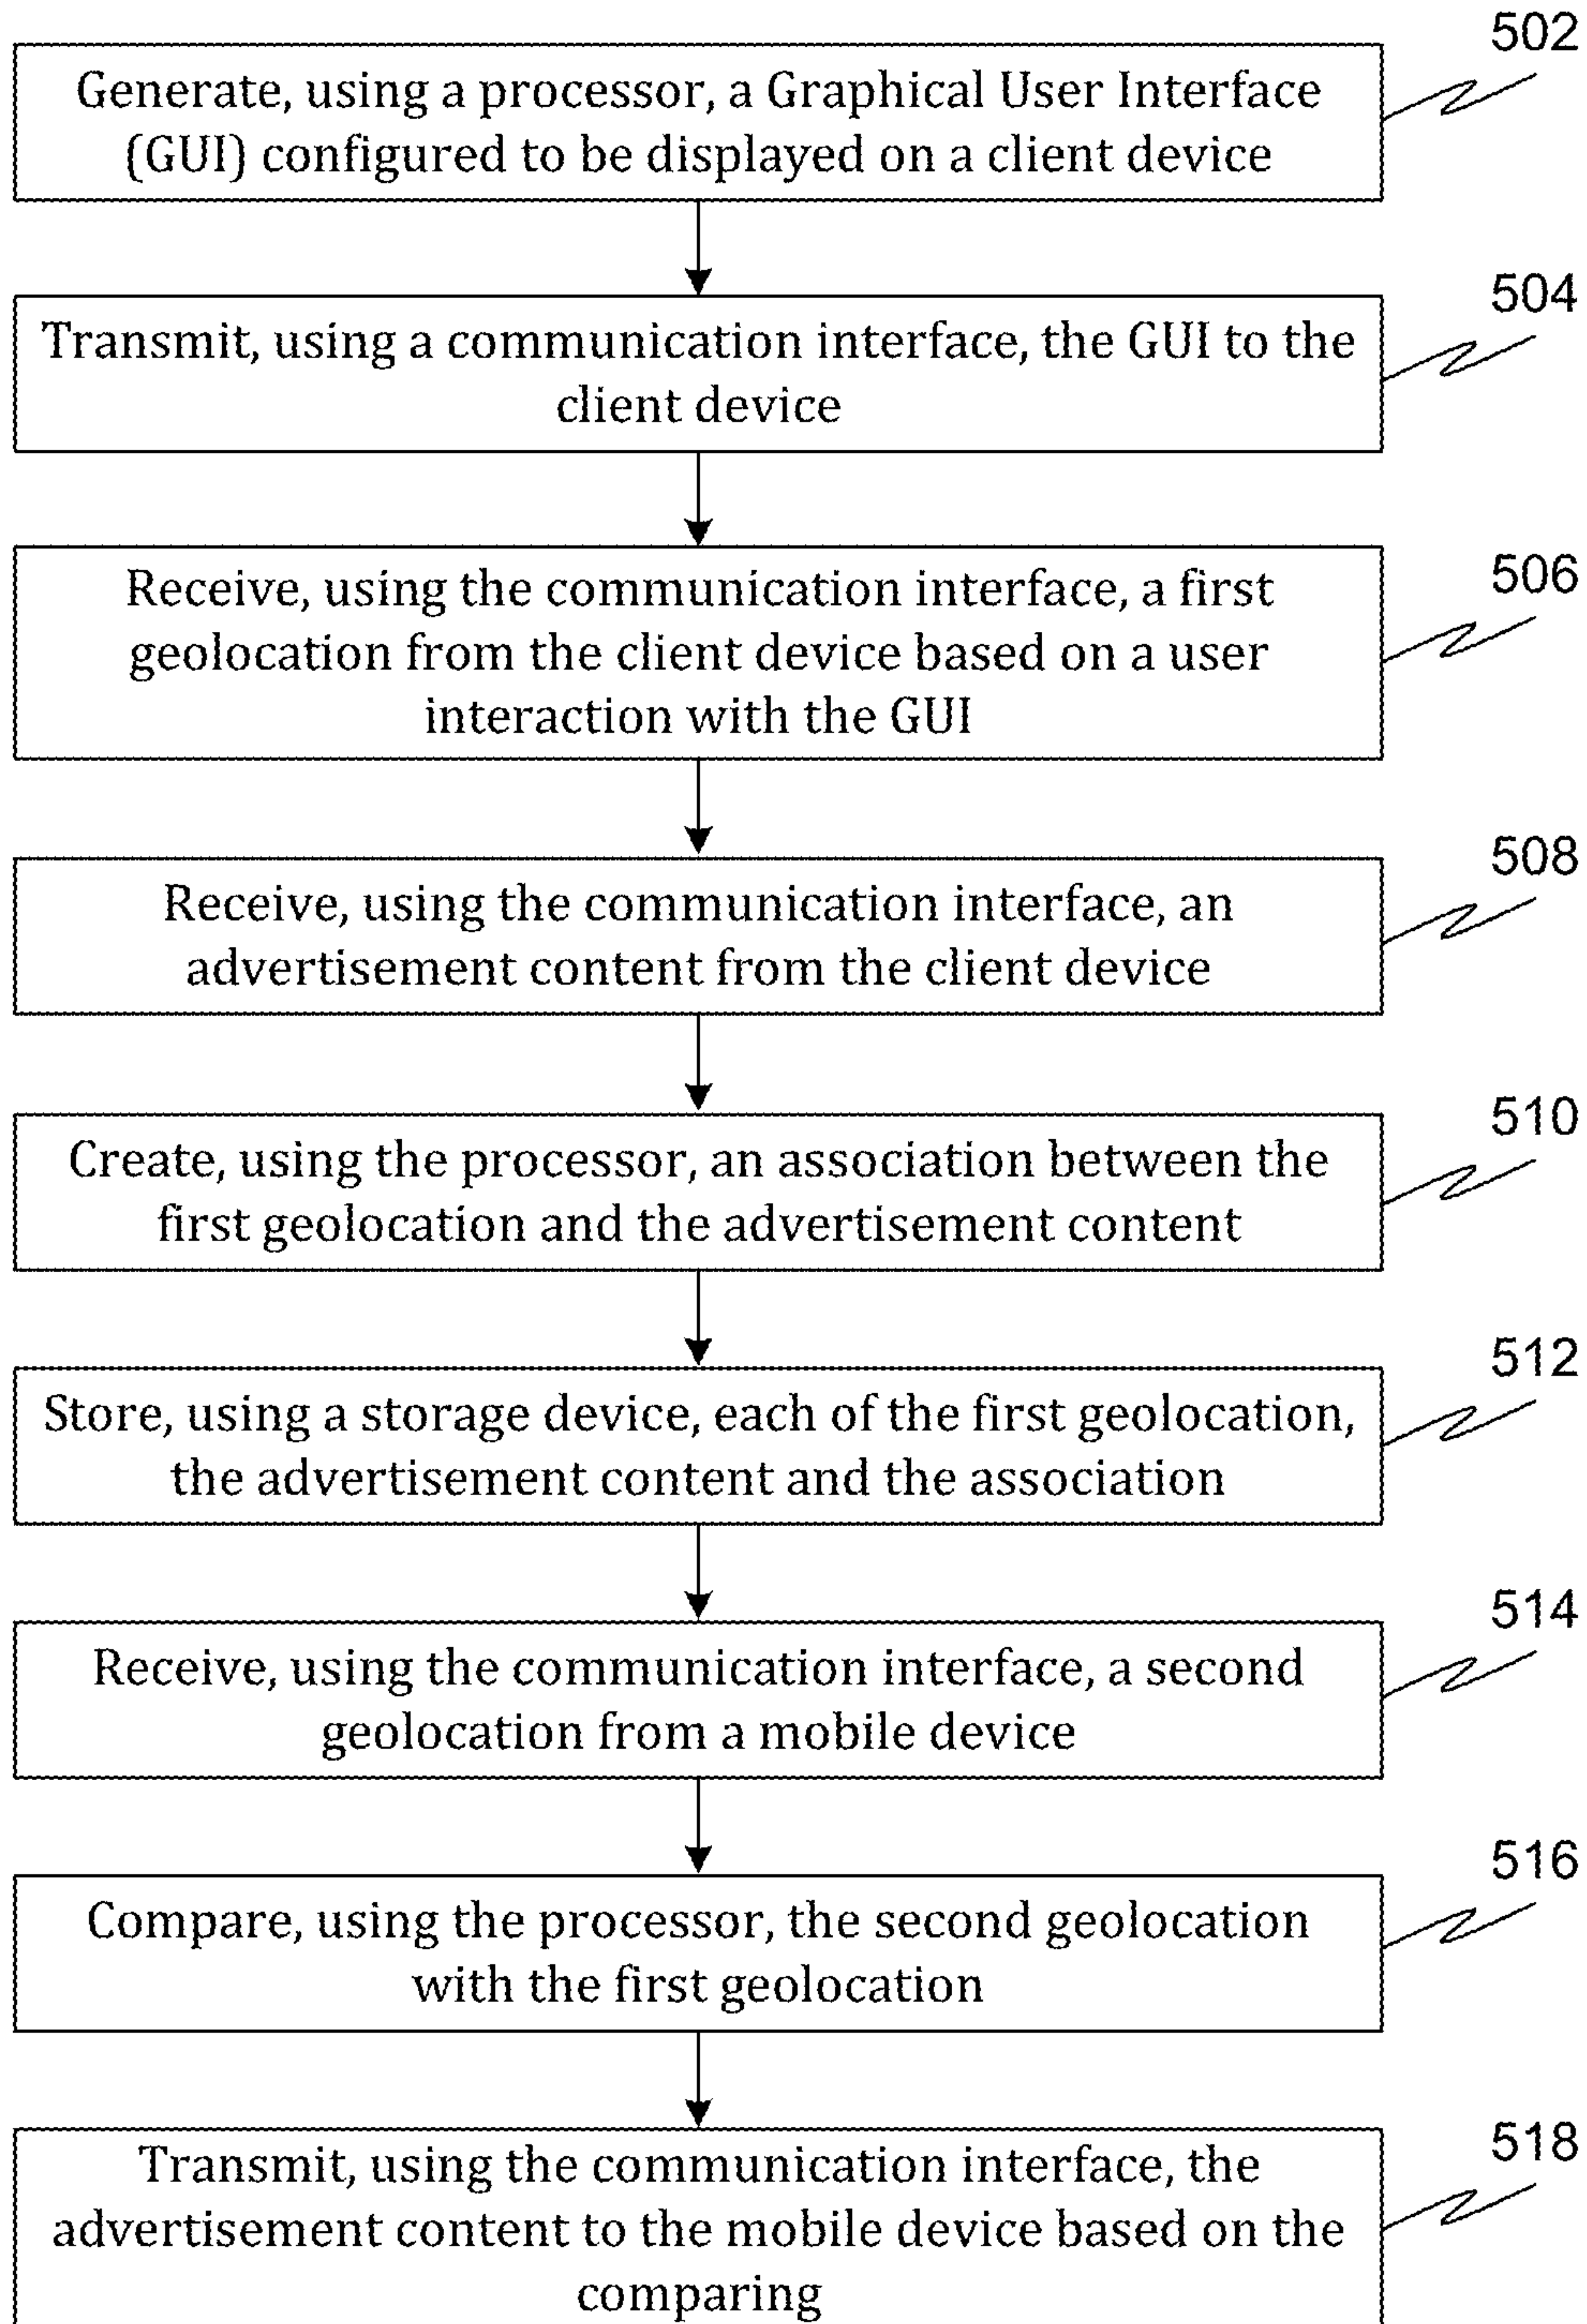 502
Generate, using a processor, a Graphical User Interface
(GUI) configured to be displayed on a client device
504
Transmit, using a communication interface, the GUI to the
client device
506
Receive, using the communication interface, a first
geolocation from the client device based on a user
interaction with the GUI
508
Receive, using the communication interface, an
advertisement content from the client device
510
Create, using the processor, an association between the
first geolocation and the advertisement content
512
Store, using a storage device, each of the first geolocation,
the advertisement content and the association
514
Receive, using the communication interface, a second
geolocation from a mobile device
516
Compare, using the processor, the second geolocation
with the first geolocation
518
Transmit, using the communication interface, the
advertisement content to the mobile device based on the
comparing